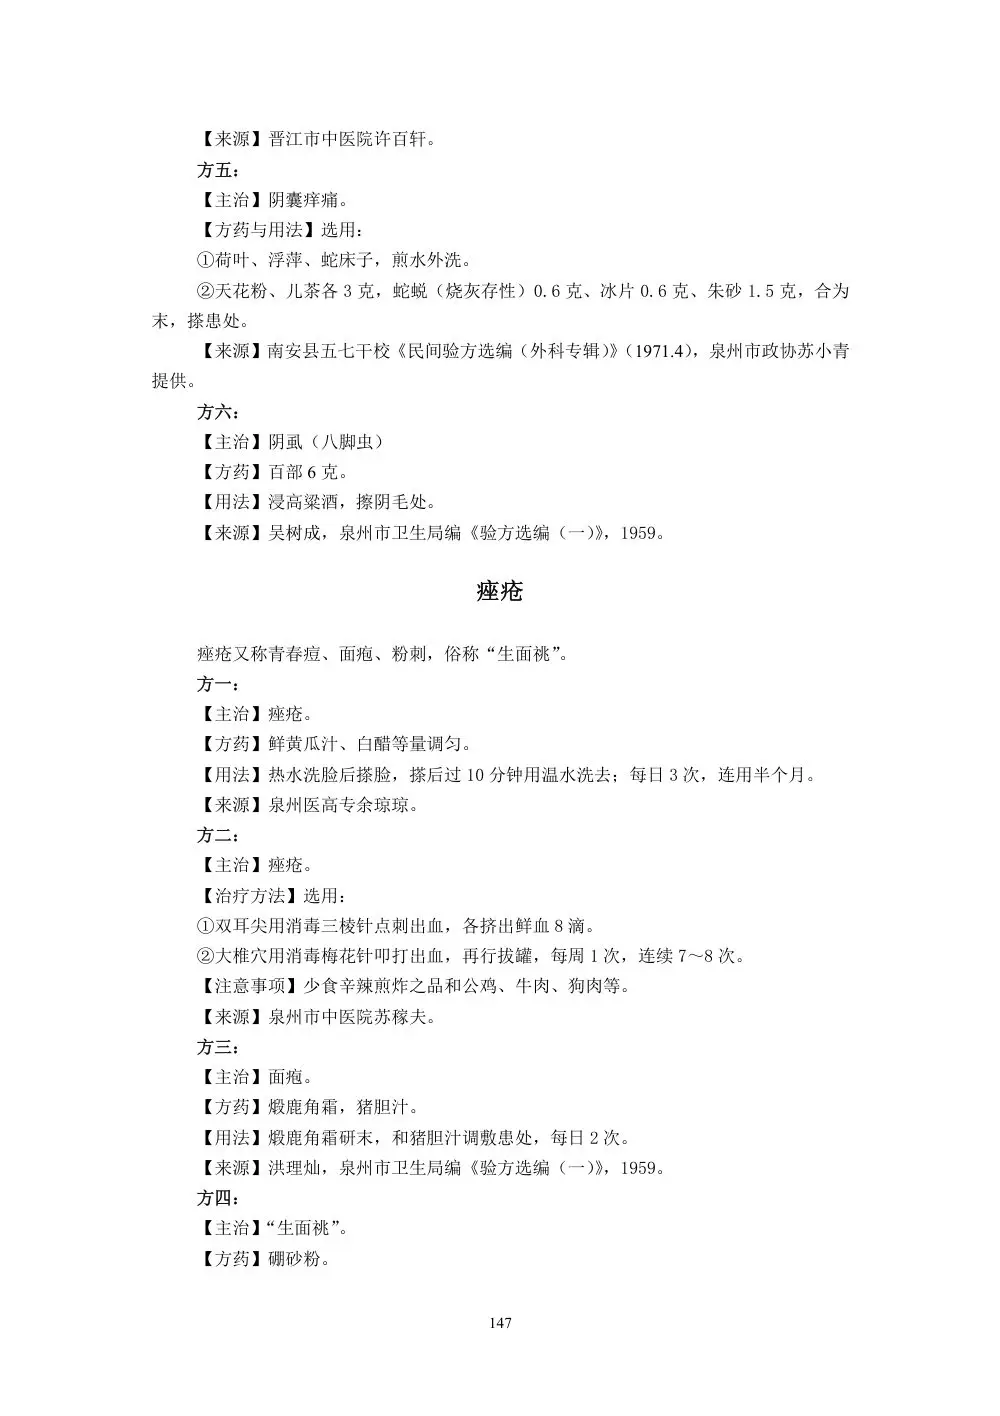 【来源】晋江市中医院许百轩。
方五：
【主治】阴囊痒痛。
【方药与用法】选用：
①荷叶、浮萍、蛇床子，煎水外洗。
②天花粉、儿茶各 3 克，蛇蜕（烧灰存性）0.6 克、冰片 0.6 克、朱砂 1.5 克，合为
末，搽患处。
【来源】南安县五七干校《民间验方选编（外科专辑）》（1971.4），泉州市政协苏小青
提供。
方六：
【主治】阴虱（八脚虫）
【方药】百部 6 克。
【用法】浸高粱酒，擦阴毛处。
【来源】吴树成，泉州市卫生局编《验方选编（一）》，1959。
痤疮
痤疮又称青春痘、面疱、粉刺，俗称“生面祧”。
方一：
【主治】痤疮。
【方药】鲜黄瓜汁、白醋等量调匀。
【用法】热水洗脸后搽脸，搽后过 10 分钟用温水洗去；每日 3 次，连用半个月。
【来源】泉州医高专余琼琼。
方二：
【主治】痤疮。
【治疗方法】选用：
①双耳尖用消毒三棱针点刺出血，各挤出鲜血 8 滴。
②大椎穴用消毒梅花针叩打出血，再行拔罐，每周 1 次，连续 7～8 次。
【注意事项】少食辛辣煎炸之品和公鸡、牛肉、狗肉等。
【来源】泉州市中医院苏稼夫。
方三：
【主治】面疱。
【方药】煅鹿角霜，猪胆汁。
【用法】煅鹿角霜研末，和猪胆汁调敷患处，每日 2 次。
【来源】洪理灿，泉州市卫生局编《验方选编（一）》，1959。
方四：
【主治】“生面祧”。
【方药】硼砂粉。
147